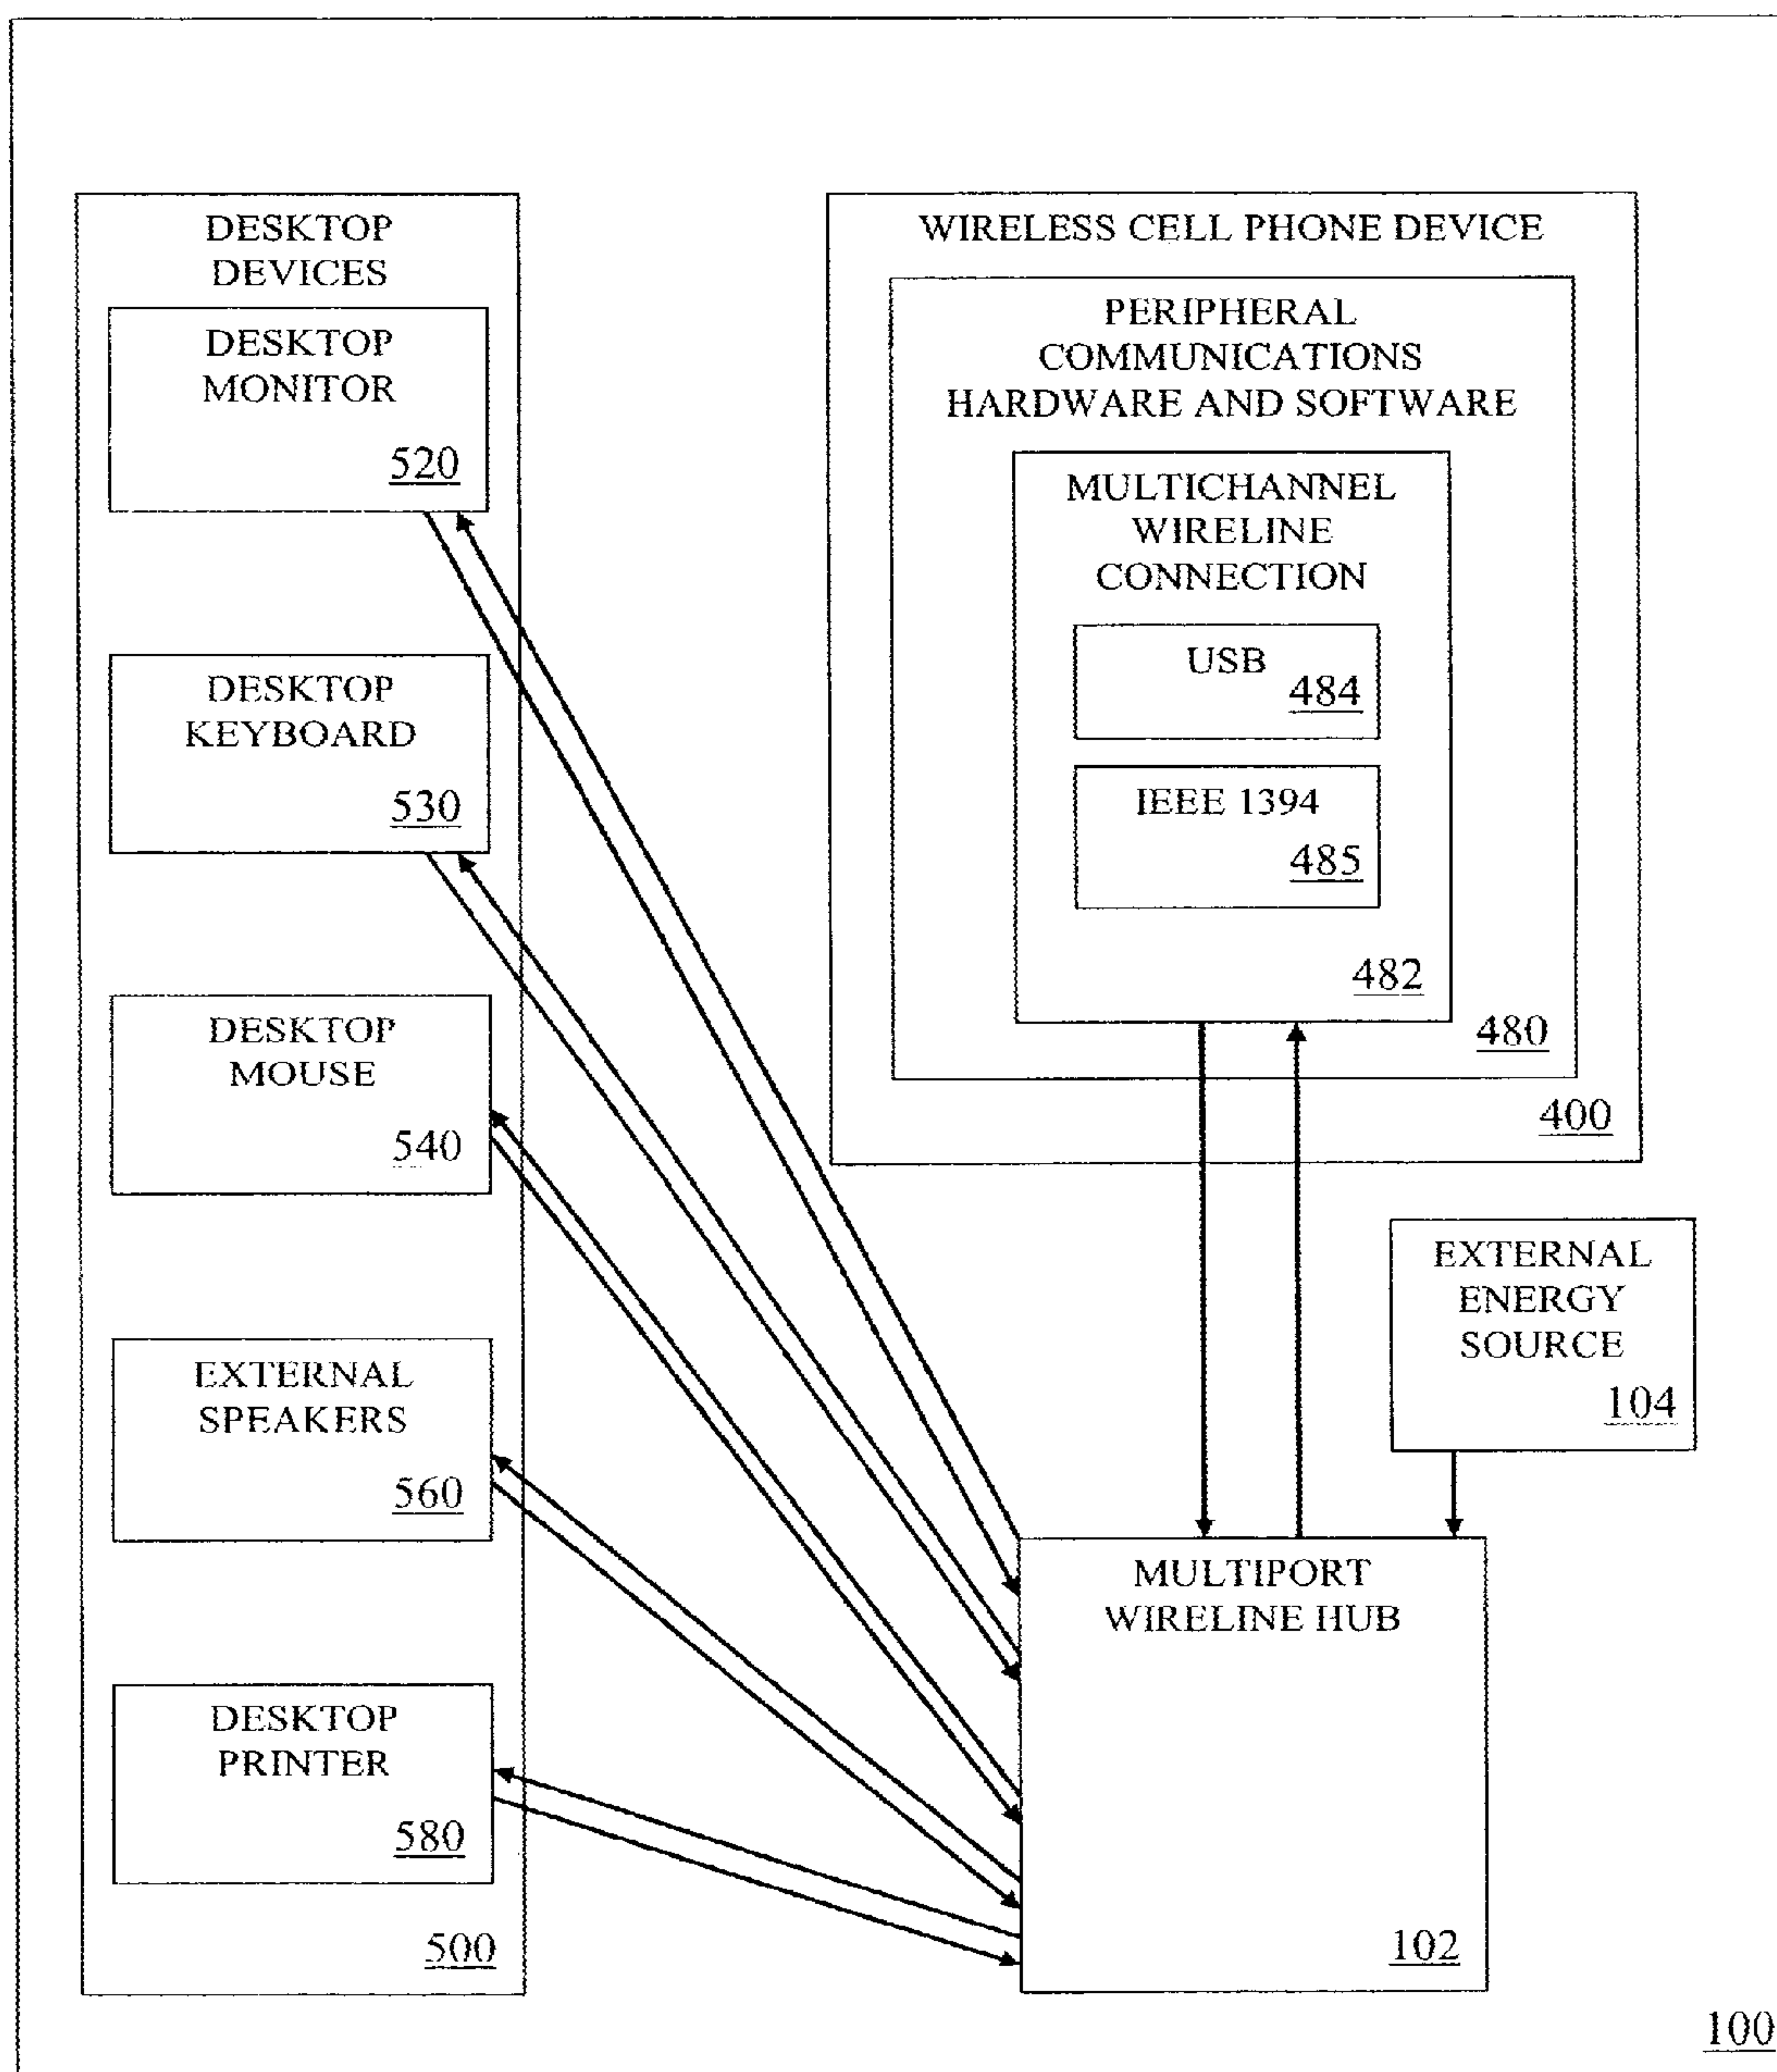 DESKTOP
DEVICES
DESKTOP
MONITOR
520
DESKTOP
KEYBOARD
530
DESKTOP
MOUSE
540
EXTERNAL
SPEAKERS
560
DESKTOP
PRINTER
580
500
WIRELESS CELL PHONE DEVICE
PERIPHERAL
COMMUNICATIONS
HARDWARE AND SOFTWARE
MULTICHANNEL
WIRELINE
CONNECTION
USB
484
IEEE 1394
485
482
480
400
EXTERNAL
ENERGY
SOURCE
104
MULTIPORT
WIRELINE HUB
102
100